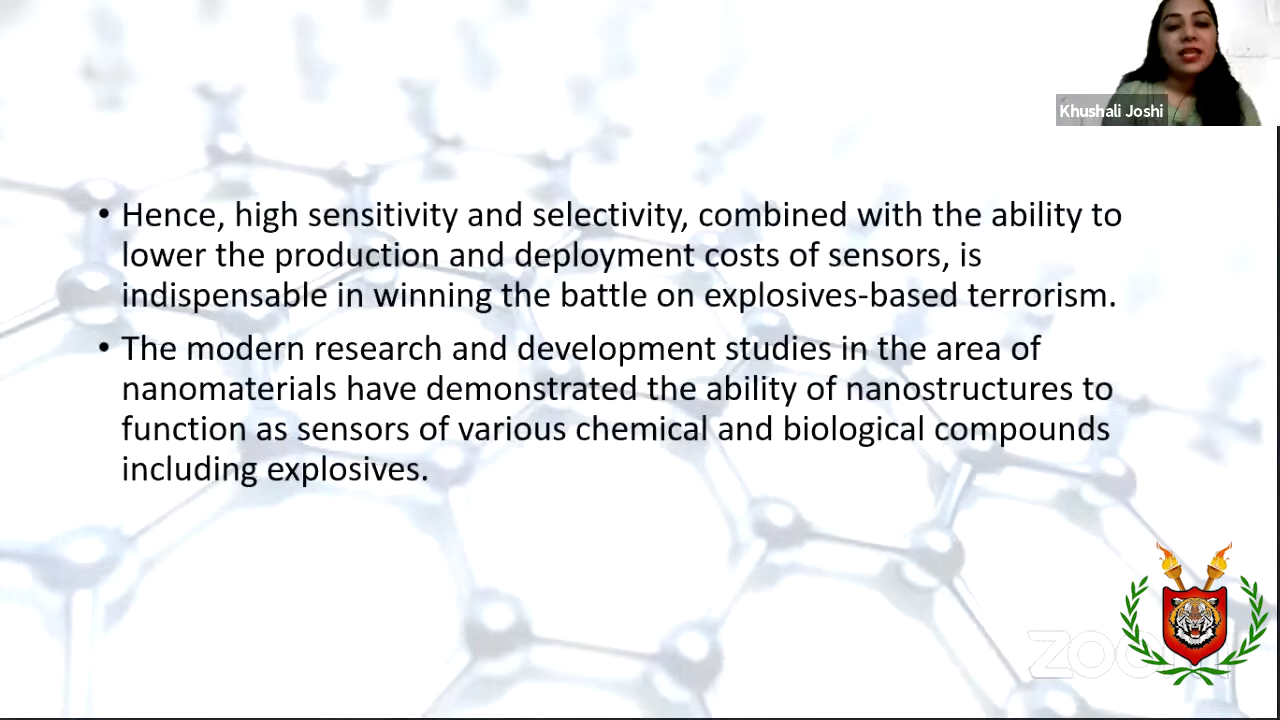 Khushali Joshi
• Hence, high sensitivity and selectivity, combined with the ability to
lower the production and deployment costs of sensors, is
indispensable in winning the battle on explosives-based terrorism.
• The modern research and development studies in the area of
nanomaterials have demonstrated the ability of nanostructures to
function as sensors of various chemical and biological compounds
including explosives.
zoom